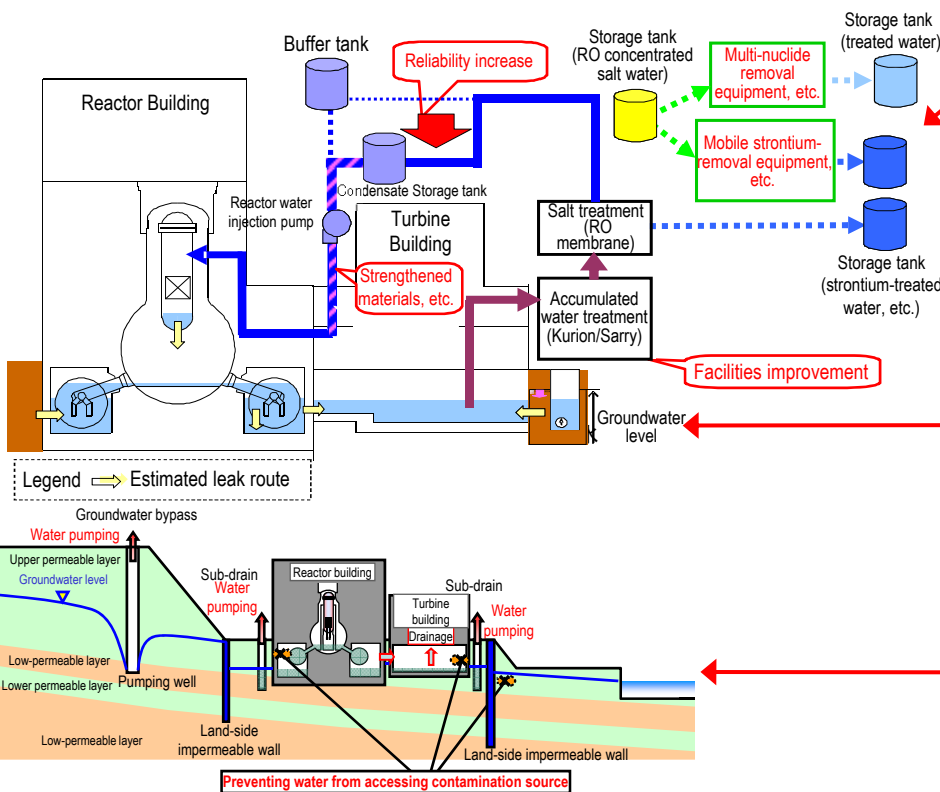 Storage tank
(treated water)
Buffer tank
Storage tank
(RO concentrated
salt water)
Reliability increase
Multi-nuclide
removal
equipment, etc.
Reactor Building
Mobile strontium-
removal equipment,
etc.
Condensate Storage tank
Reactor water
injection pump
Turbine
Building
Salt treatment
(RO
membrane)
Strengthened
materials, etc.
Storage tank
(strontium-treated
water, etc.)
Accumulated
water treatment
(Kurion/Sarry)
Facilities improvement
Groundwater
level
Legend
Estimated leak route
Groundwater bypass
Water pumping
Upper permeable layer
Groundwater level
Sub-drain
Water
pumping
Reactor building
Sub-drain
Water
pumping
Turbine
building
Drainage
Low-permeable layer
Pumping well
Lower permeable layer
Low-permeable layer
Land-side
impermeable wall
Land-side impermeable wall
Preventing water from accessing contamination source